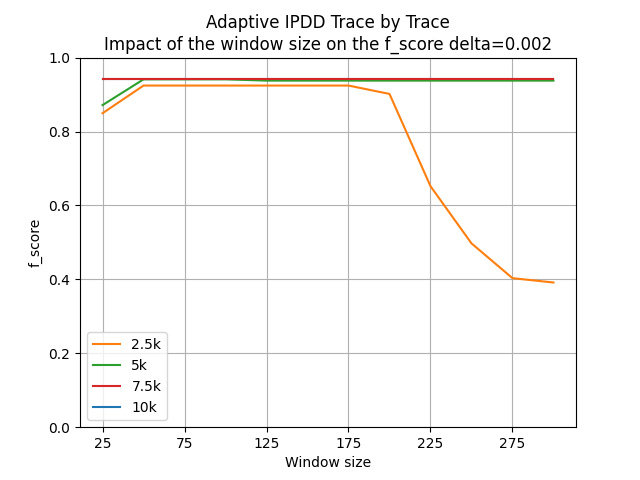 Adaptive IPDD Trace by Trace
Impact of the window size on the f_score delta=0.002
1.0
0.8
0.6
0.4
0.2
0.0
f_score
2.5k
5k
7.5k
10k
25
75
125
175
225
275
Window size